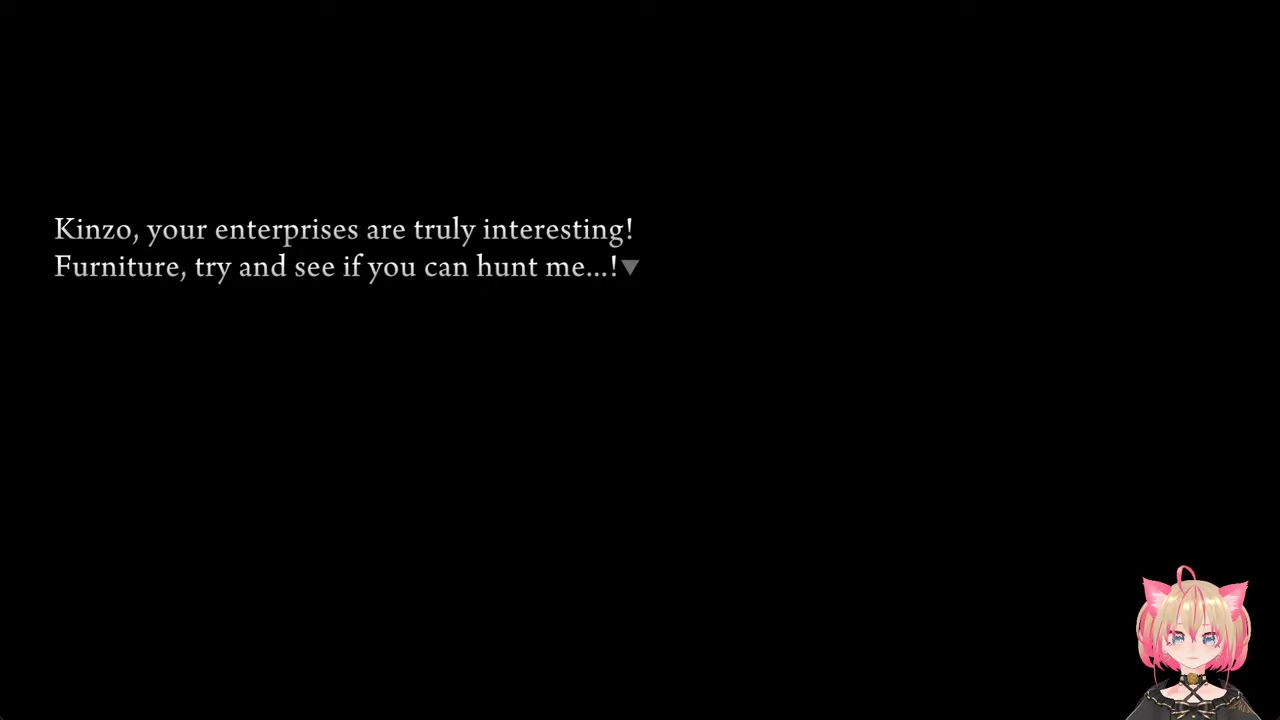 Kinzo, your enterprises are truly interesting!
Furniture, try and see if you can hunt me...!